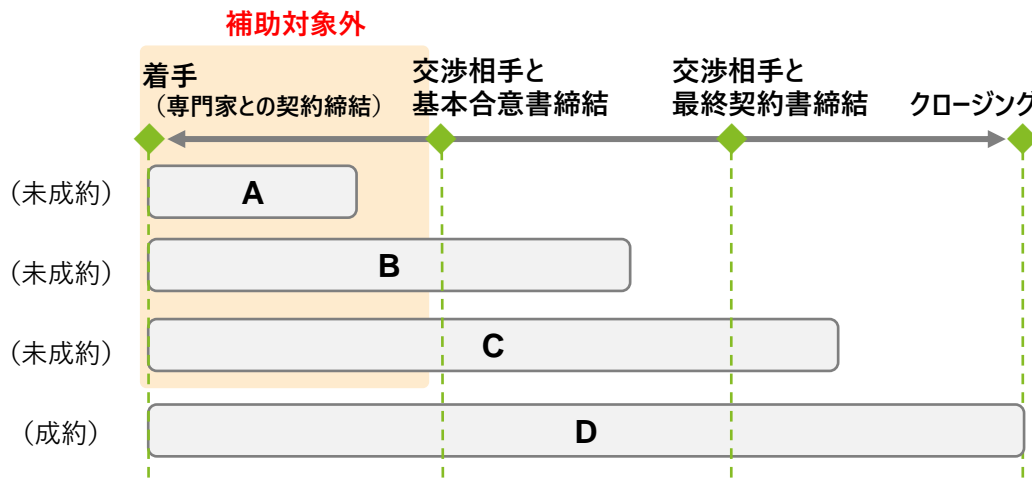 補助対象外
着手
（専門家との契約締結）
交渉相手と
基本合意書締結
交渉相手と
最終契約書締結
クロージング
（未成約）
A
（未成約）
B
（未成約）
C
（成約）
D